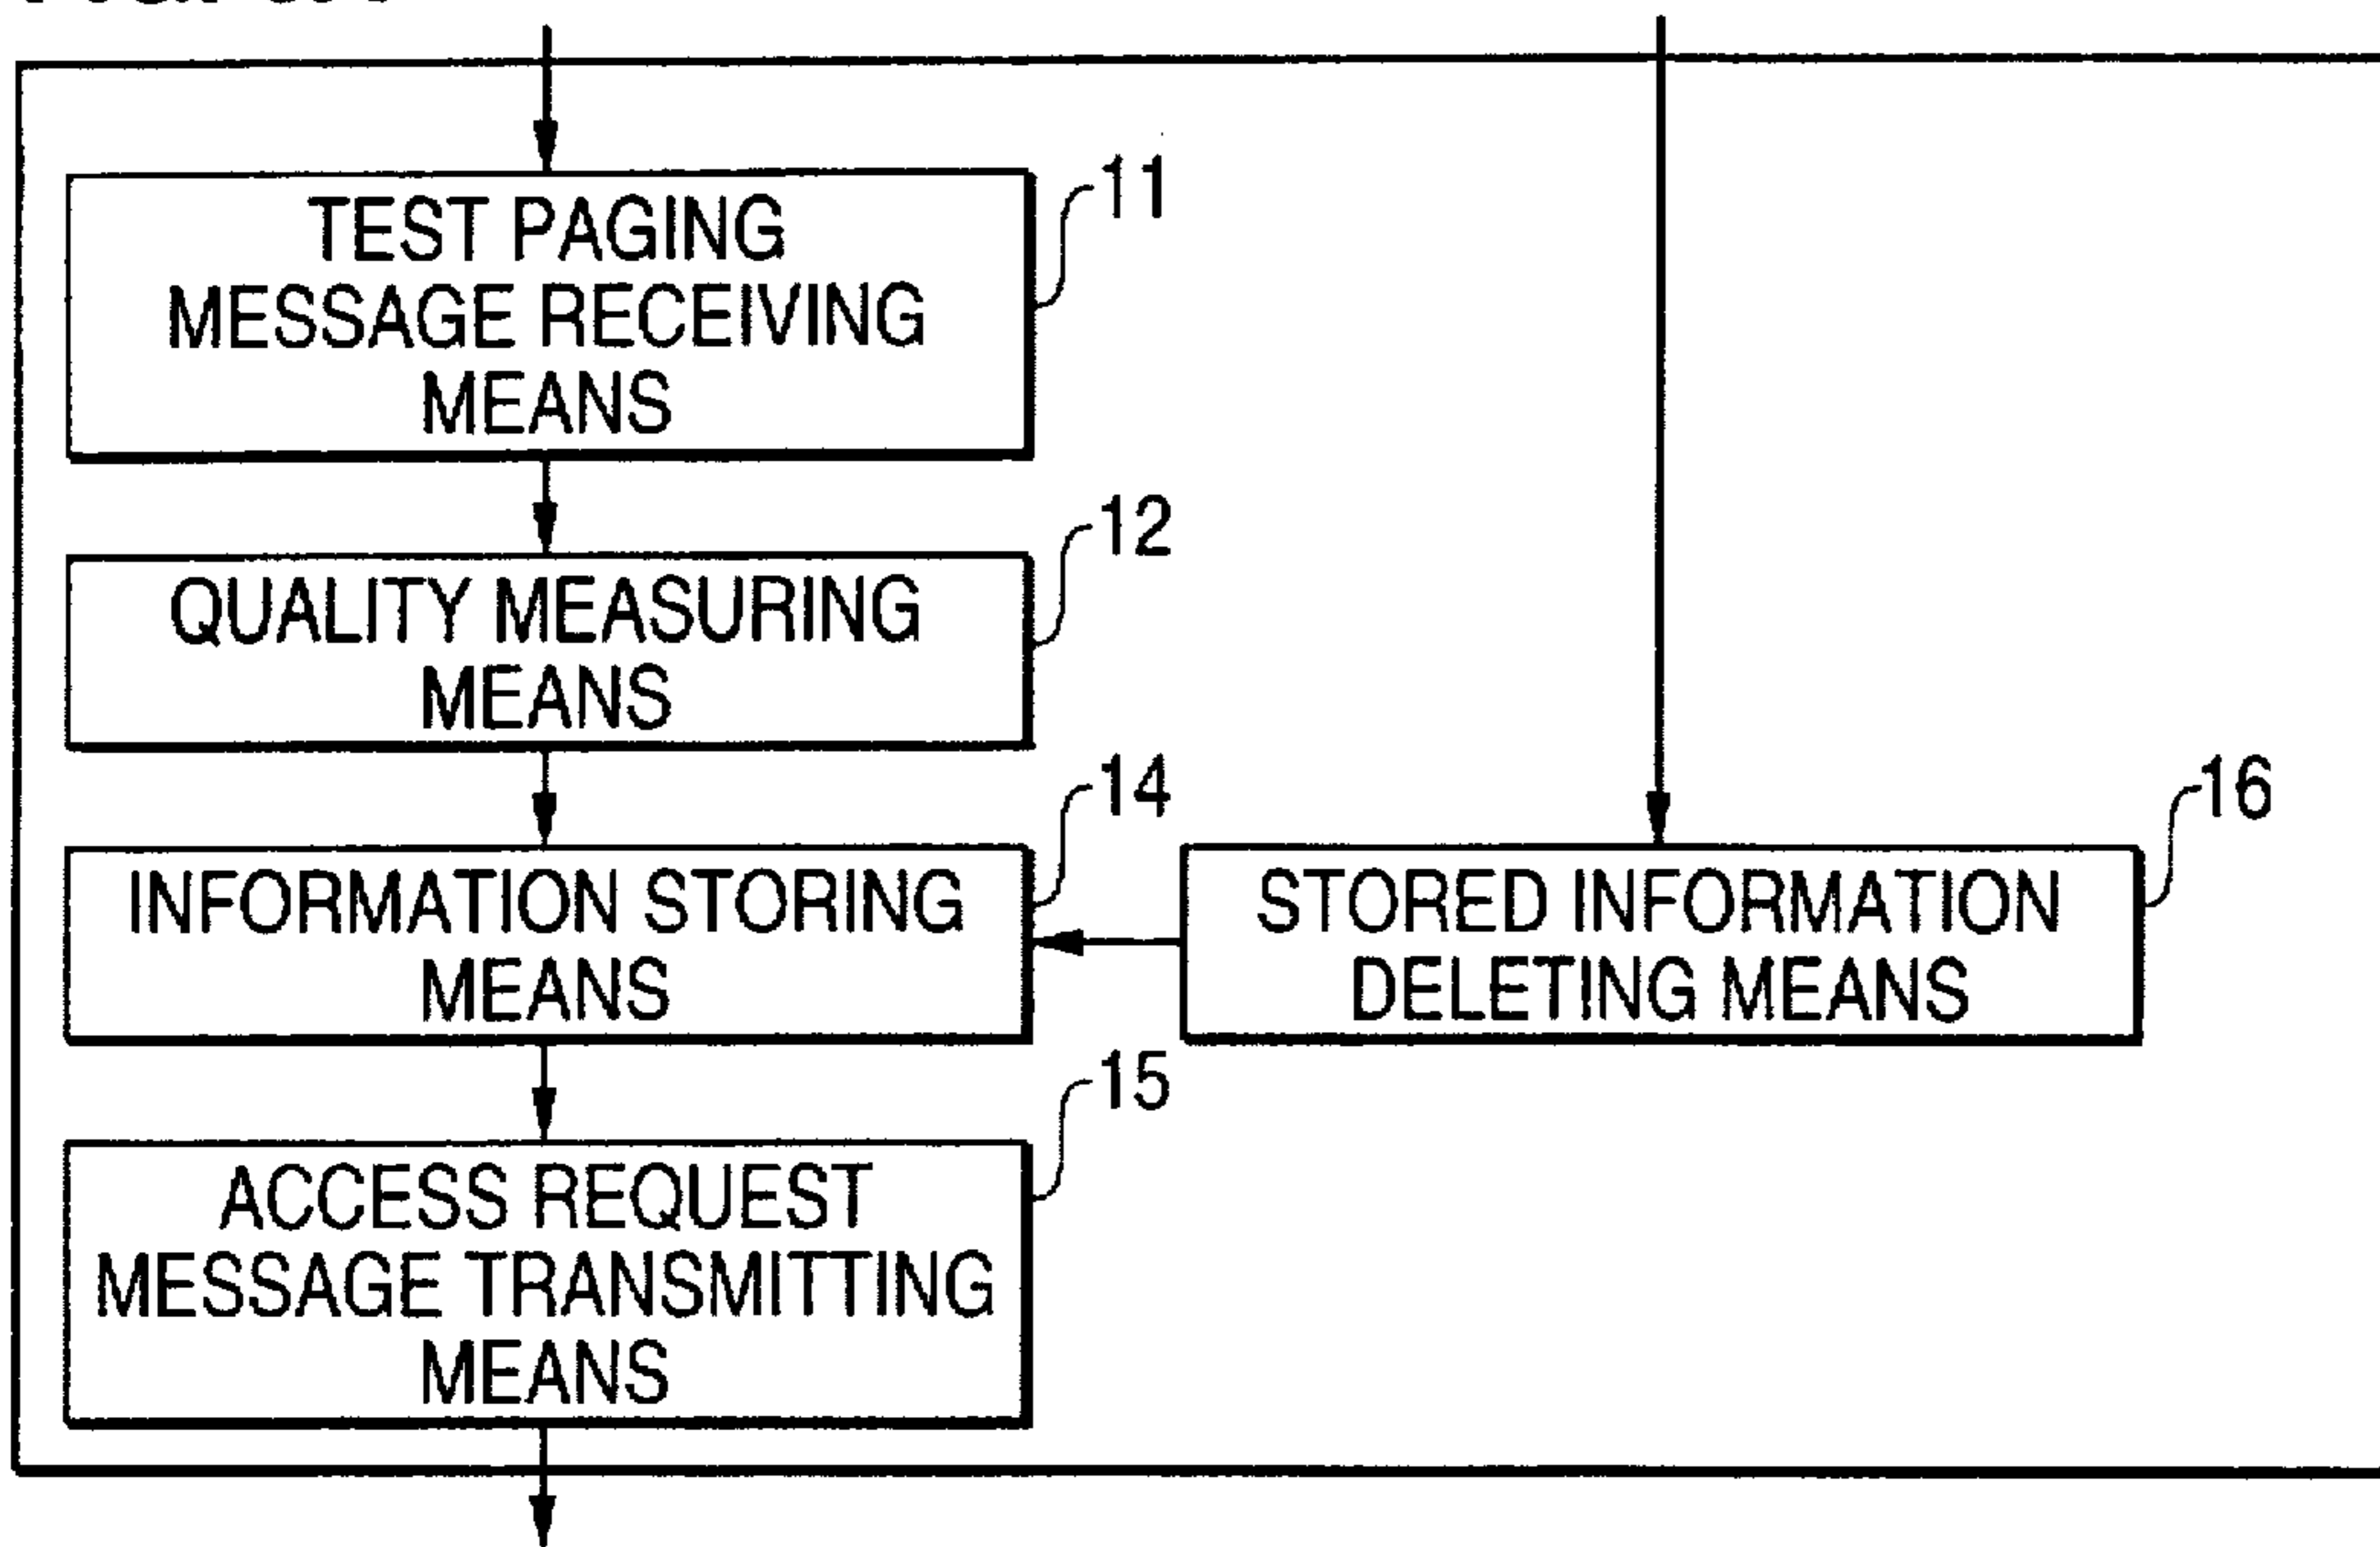 11
TEST PAGING
MESSAGE RECEIVING
MEANS
12
QUALITY MEASURING
MEANS
14
INFORMATION STORING
MEANS
16
STORED INFORMATION
DELETING MEANS
15
ACCESS REQUEST
MESSAGE TRANSMITTING
MEANS